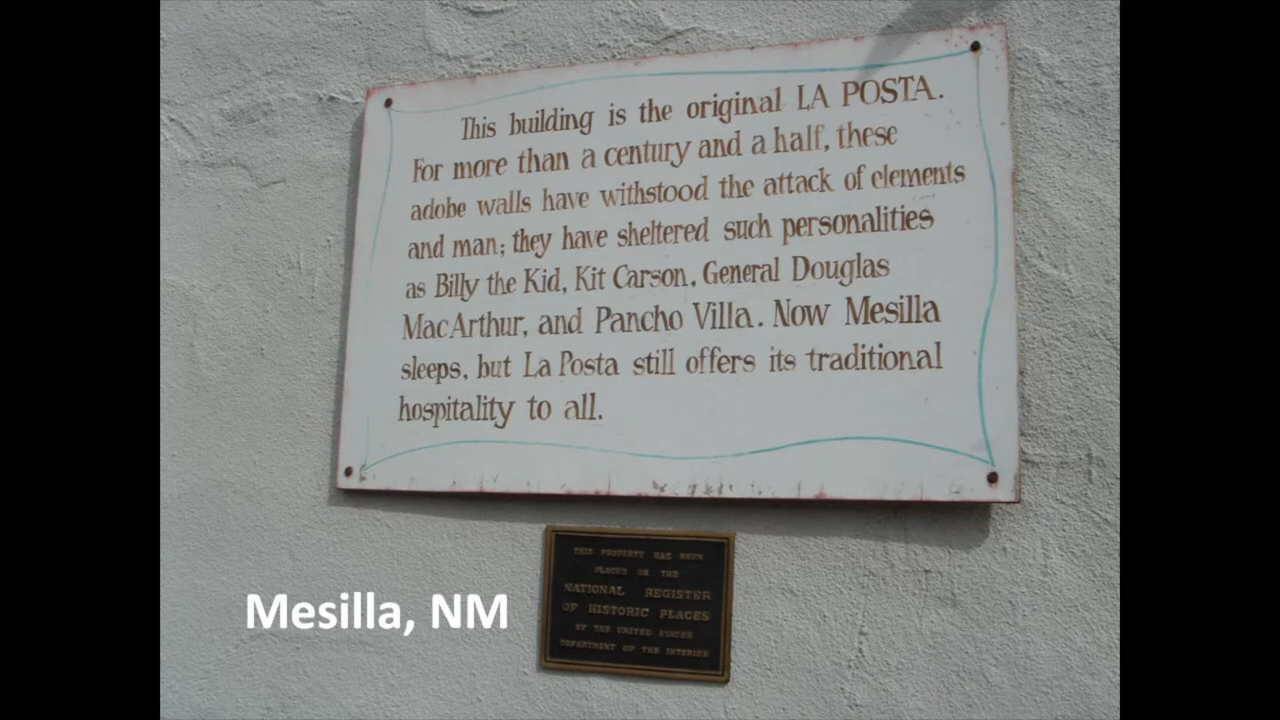 This building is the original LA POSTA.
For more than a century and a half, these
adobe walls have withstood the attack of elements
and man; they have sheltered such personalities
as Billy the Kid, Kit Carson, General Douglas
MacArthur, and Pancho Villa. Now Mesilla
sleeps, but La Posta still offers its traditional
hospitality to all.
THIS PROPERTY HAS BEEN
PLACED ON THE
NATIONAL REGISTER
OF HISTORIC PLACES
BY THE UNITED STATES
DEPARTMENT OF THE INTERIOR
Mesilla, NM